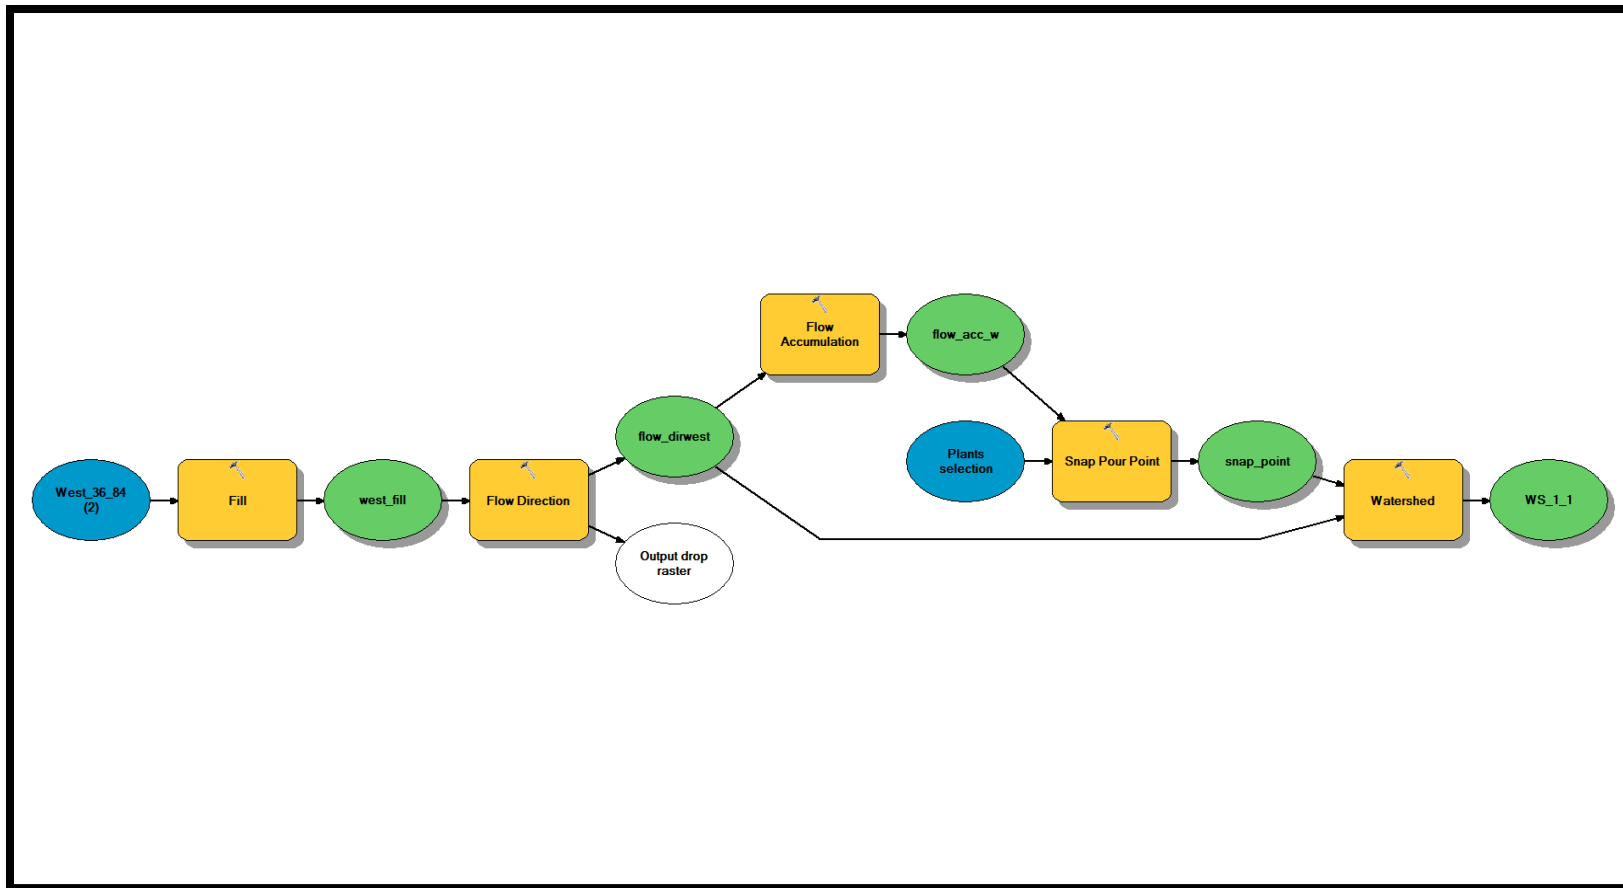 West_36_84
(2)
Fill
west_fill
Flow Direction
flow_dirwest
Output drop
raster
Flow
Accumulation
flow_acc_w
Plants
selection
Snap Pour Point
snap_point
Watershed
WS_1_1